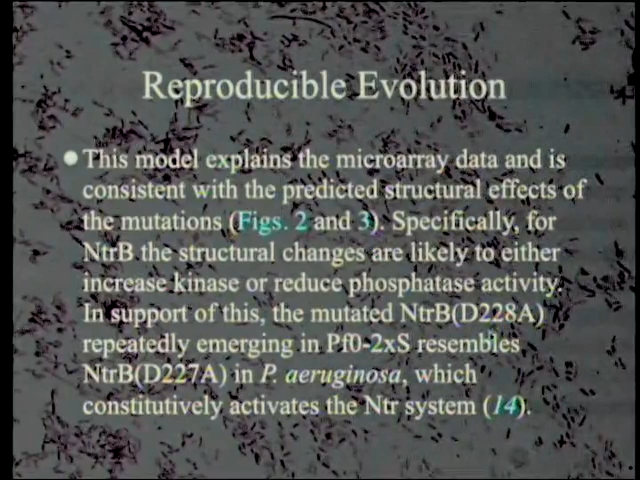 Reproducible Evolution
This model explains the microarray data and is
consistent with the predicted structural effects of
the mutations (Figs. 2 and 3). Specifically, for
NtrB the structural changes are likely to either
increase kinase or reduce phosphatase activity.
In support of this, the mutated NtrB(D228A)
repeatedly emerging in Pf0-2xS resembles
NtrB(D227A) in P. aeruginosa, which
constitutively activates the Ntr system (14).